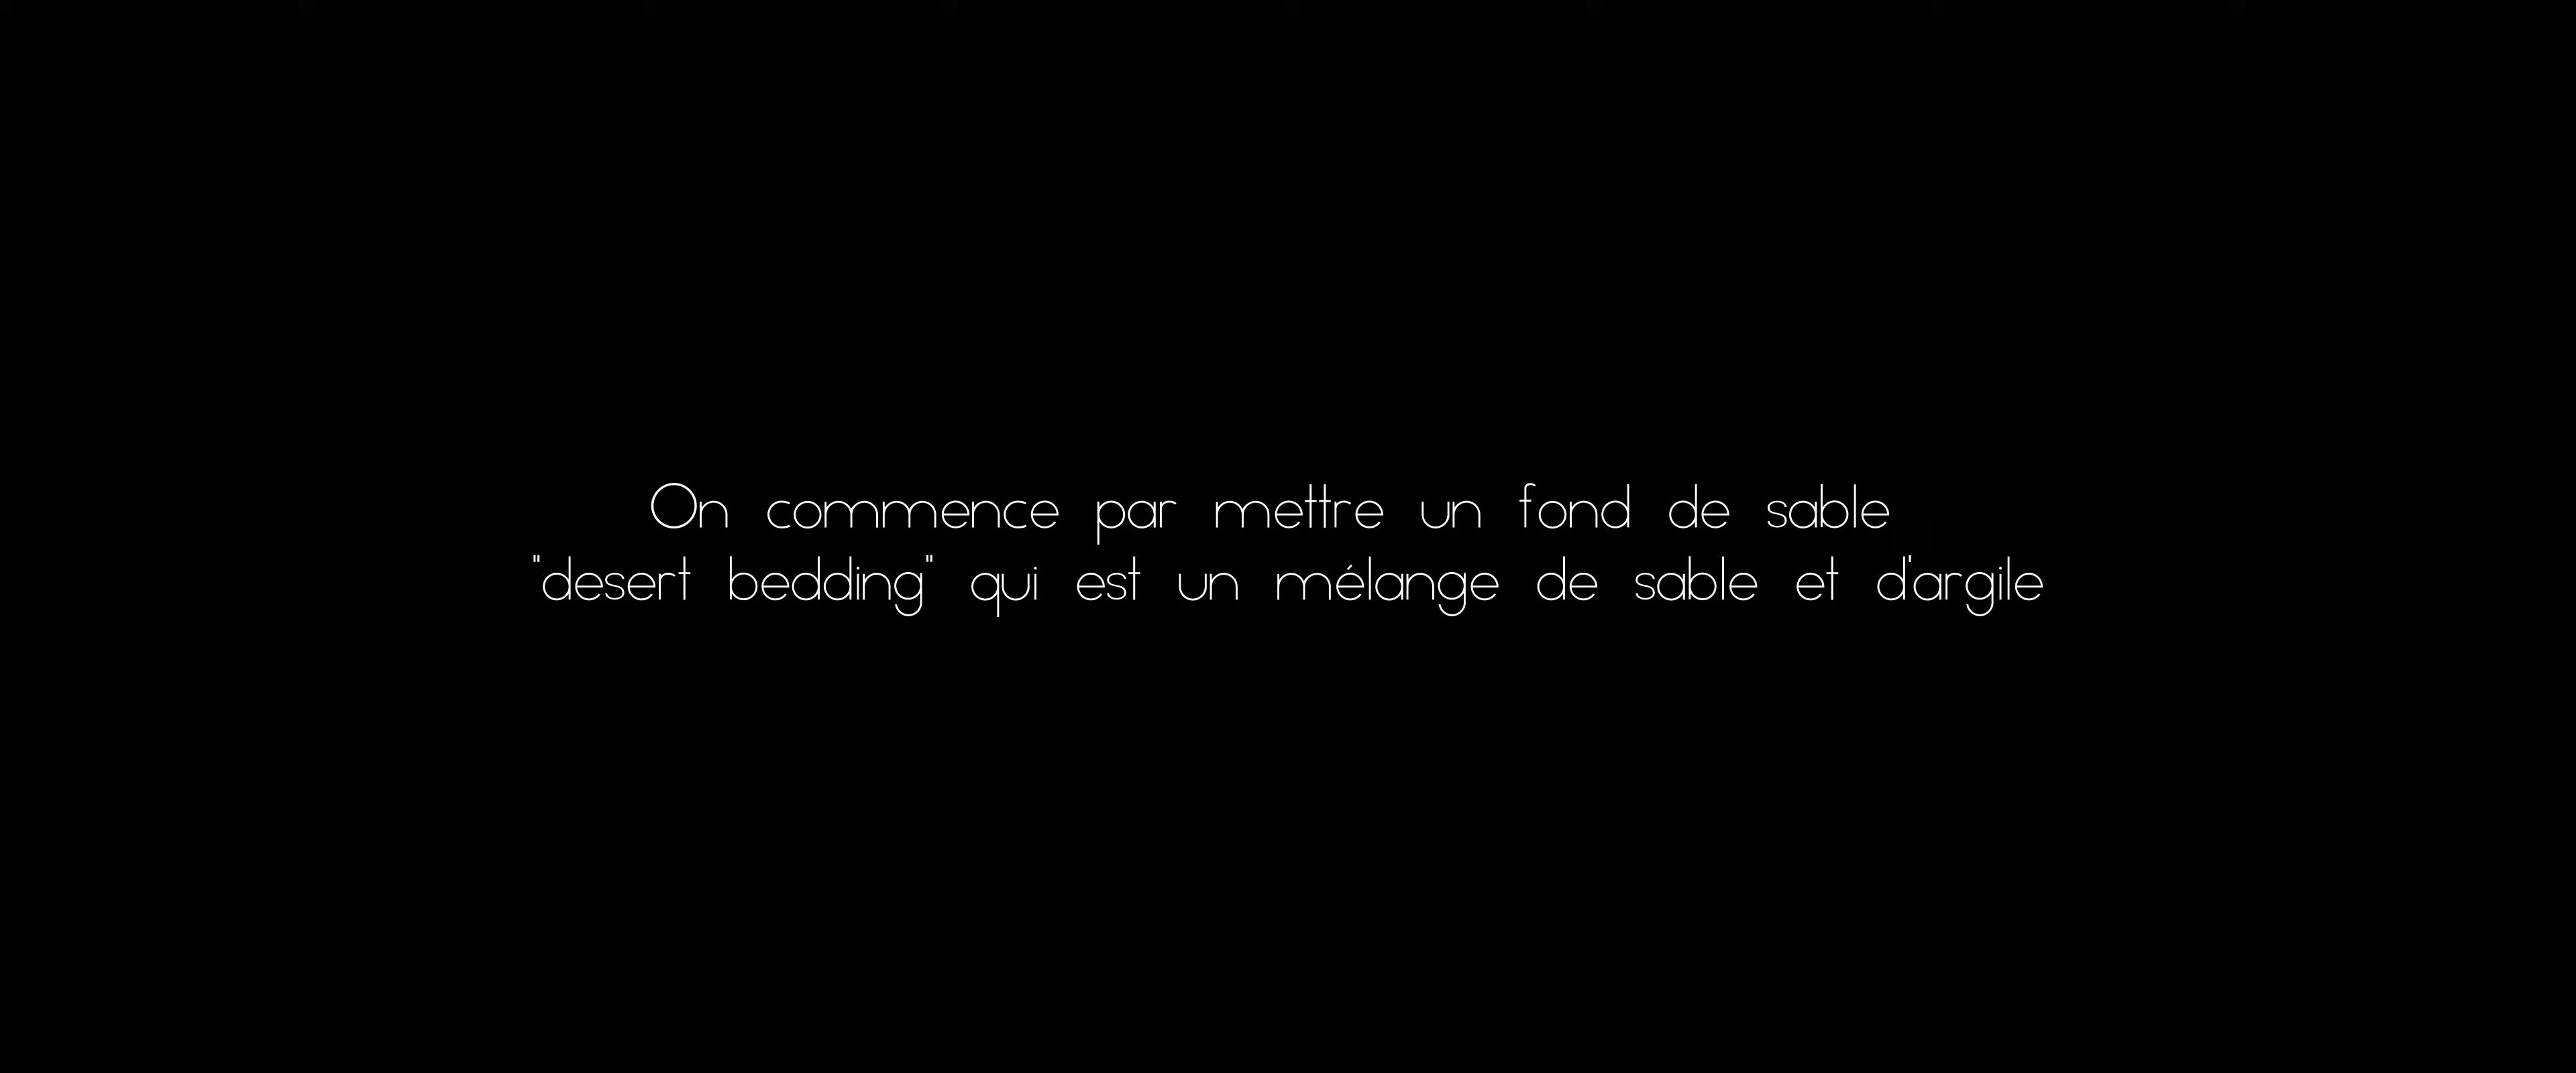 On commence par mettre un fond de sable
"desert bedding" qui est un mélange de sable et d'argile